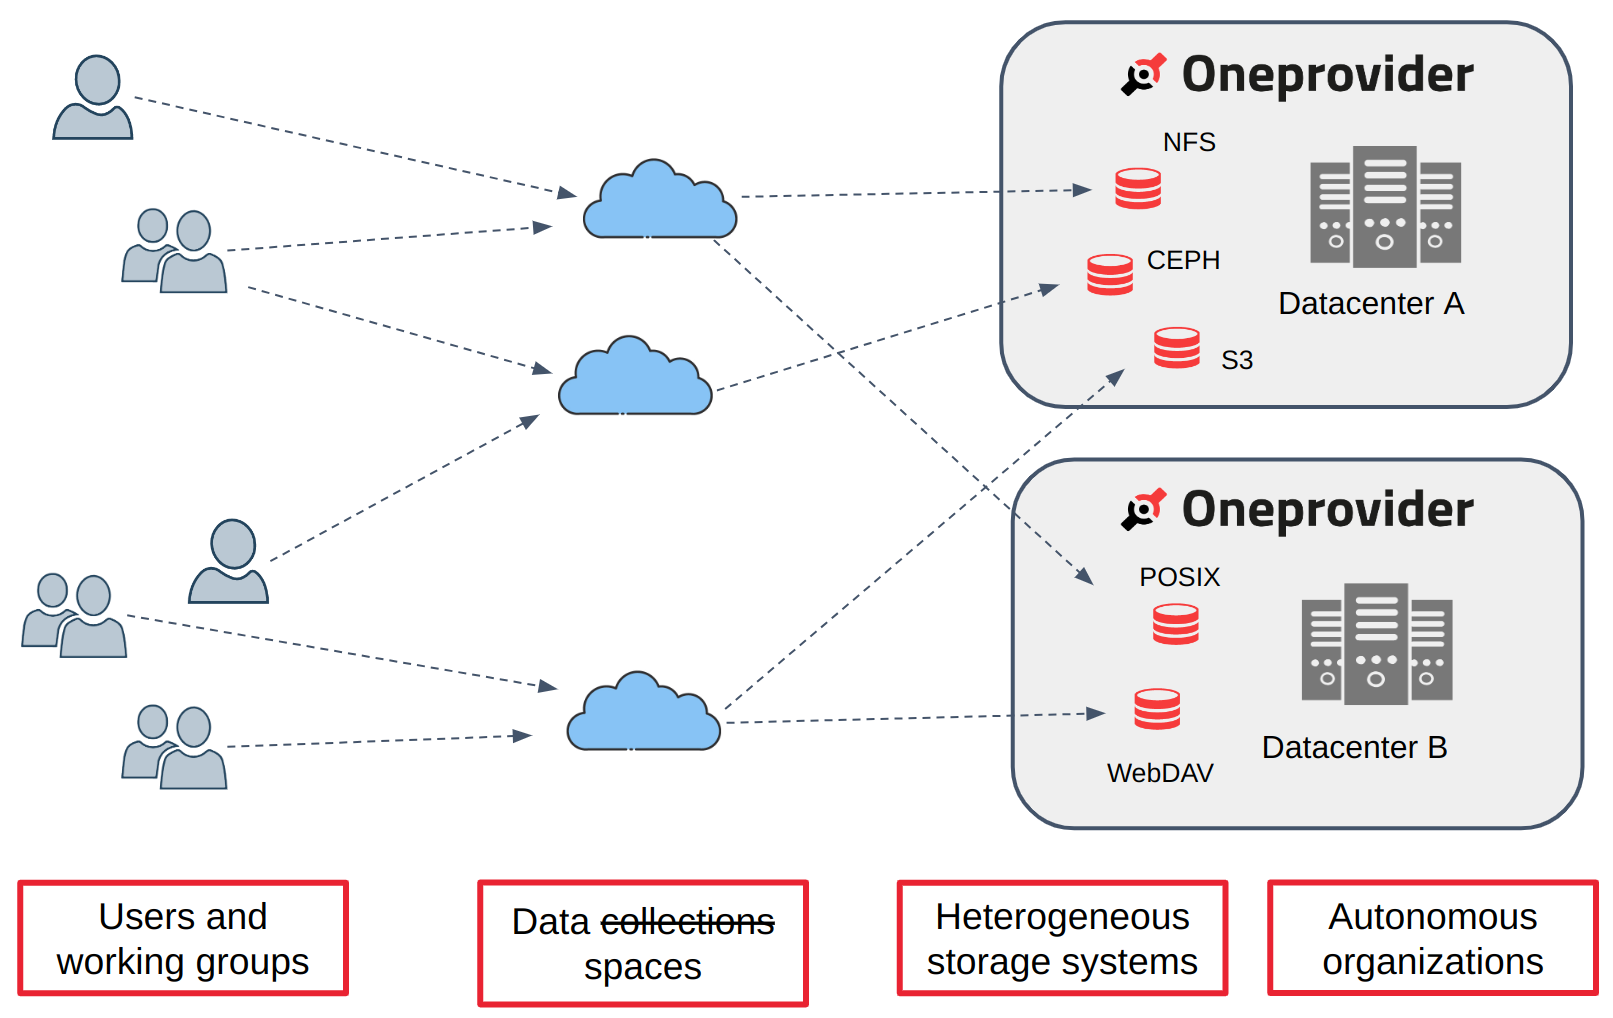 Oneprovider
NFS
CEPH
Datacenter A
S3
Oneprovider
POSIX
Datacenter B
WebDAV
Users and
working groups
Data collections
spaces
Heterogeneous
storage systems
Autonomous
organizations